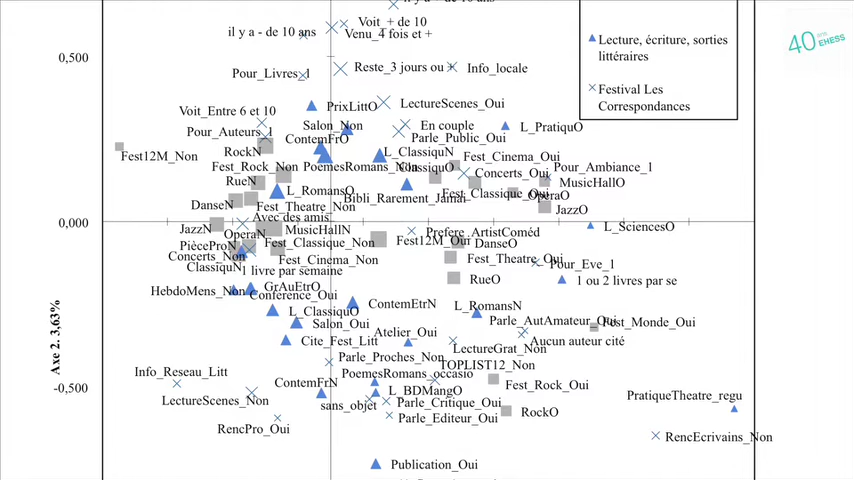 il y a - de 10 ans
Voit_+ de 10
Venu_4 fois et +
0,500
Pour_Livres_1
Reste_3 jours ou +
Info_locale
Lecture, écriture, sorties
littéraires
Festival Les
Correspondances
40 ans
EHESS
Voit_Entre 6 et 10
PrixLittO
LectureScenes_Oui
Pour_Auteurs_1
Salon_Non
En couple
L_PratiquO
ContemFrO
Parle_Public_Oui
Fest12M_Non
RockN
L_ClassiquN
Fest_Cinema_Oui
Fest_Rock_Non
PoemesRomans_Non
ClassiquO
Concerts_Oui
Pour_Ambiance_1
RueN
L_RomansO
Bibli_Rarement_Jamai
Fest_Classique_Oui
MusicHallO
OperaO
DanseN
Fest_Theatre_Non
JazzO
0,000
Avec des amis
JazzN
OperaN
MusicHallN
Prefere_ArtistComéd
L_SciencesO
PièceProN
Fest_Classique_Non
Fest12M_Oui
DanseO
Concerts_Non
Fest_Cinema_Non
Fest_Theatre_Oui
ClassiquN
1 livre par semaine
Pour_Eve_1
RueO
1 ou 2 livres par se
HebdoMens_Non
GrAuEtrO
Conference_Oui
ContemEtrN
L_RomansN
L_ClassiquO
Salon_Oui
Parle_AutAmateur_Oui
Fest_Monde_Oui
Cite_Fest_Litt
Atelier_Oui
Aucun auteur cité
LectureGrat_Non
Axe 2. 3,63%
Parle_Proches_Non
TOPLIST12_Non
Info_Reseau_Litt
PoemesRomans_occasio
-0,500
ContemFrN
L_BDMangO
Fest_Rock_Oui
PratiqueTheatre_regu
LectureScenes_Non
sans_objet
Parle_Critique_Oui
RockO
RencPro_Oui
Parle_Editeur_Oui
RencEcrivains_Non
Publication_Oui